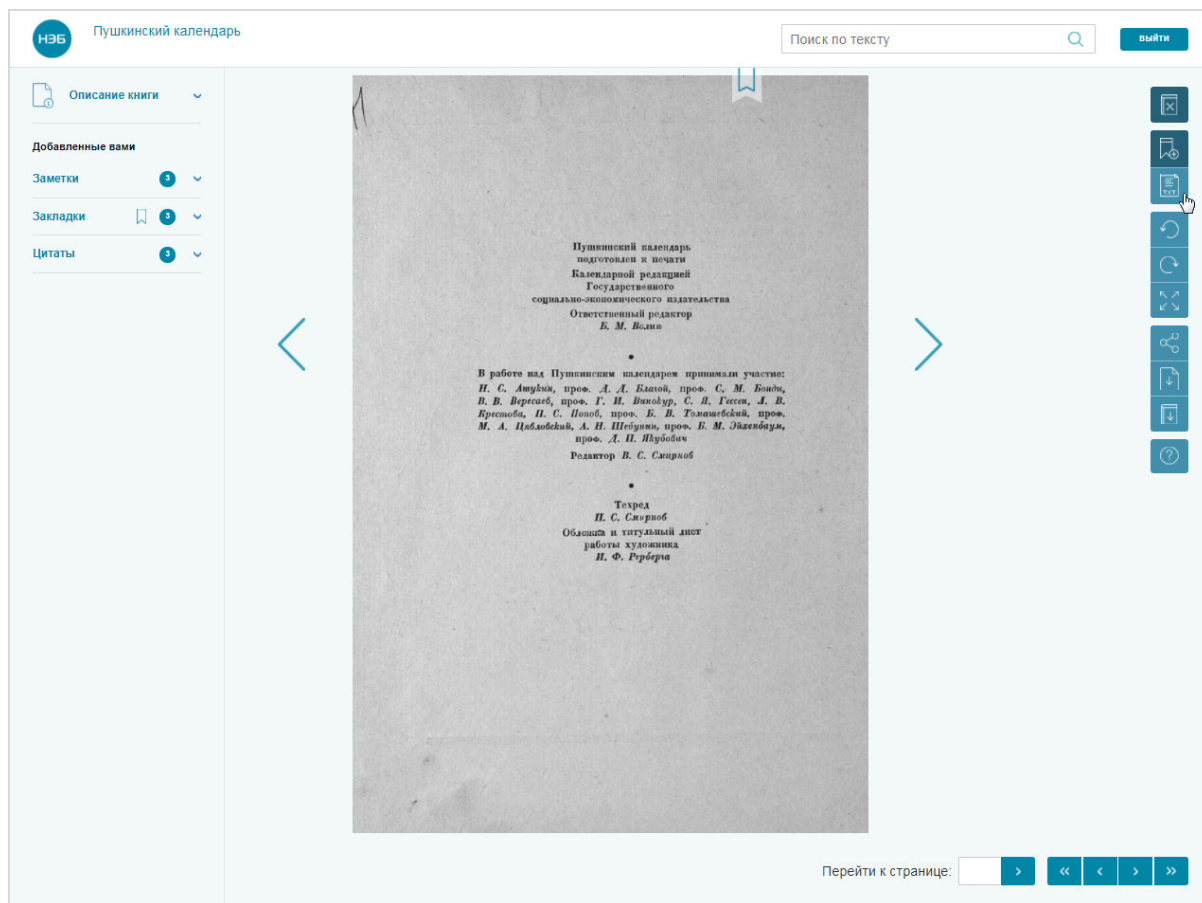 НЭБ
Пушкинский календарь
Поиск по тексту
ВЫЙТИ
Описание книги
Добавленные вами
Заметки 3
Закладки 3
Цитаты 3
TXT
Пушкинский календарь
подготовлен к печати
Календарной редакцией
Государственного
социально-экономического издательства
Ответственный редактор
Б. М. Волин
В работе над Пушкинским календарем принимали участие:
Н. С. Ашукин, проф. Д. Д. Благой, проф. С. М. Бонди,
В. В. Вересаев, проф. Г. И. Винокур, С. Я. Гессен, Л. В.
Крестова, П. С. Попов, проф. Б. В. Томашевский, проф.
М. А. Цявловский, А. Н. Шебунин, проф. Б. М. Эйхенбаум,
проф. Д. П. Якубович
Редактор В. С. Смирнов
Техред
П. С. Смирнов
Обложка и титульный лист
работы художника
И. Ф. Рерберга
Перейти к странице: